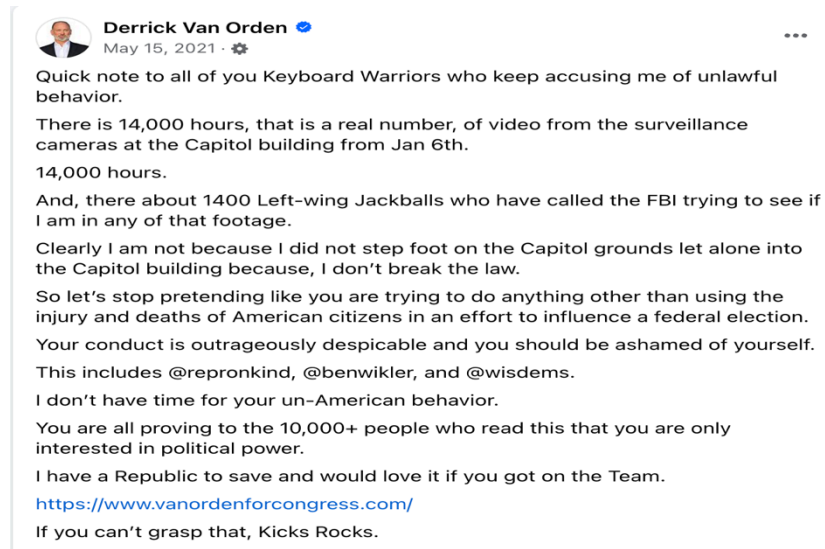 Derrick Van Orden
May 15, 2021 ·
Quick note to all of you Keyboard Warriors who keep accusing me of unlawful
behavior.
There is 14,000 hours, that is a real number, of video from the surveillance
cameras at the Capitol building from Jan 6th.
14,000 hours.
And, there about 1400 Left-wing Jackballs who have called the FBI trying to see if
I am in any of that footage.
Clearly I am not because I did not step foot on the Capitol grounds let alone into
the Capitol building because, I don't break the law.
So let's stop pretending like you are trying to do anything other than using the
injury and deaths of American citizens in an effort to influence a federal election.
Your conduct is outrageously despicable and you should be ashamed of yourself.
This includes @repronkind, @benwikler, and @wisdems.
I don't have time for your un-American behavior.
You are all proving to the 10,000+ people who read this that you are only
interested in political power.
I have a Republic to save and would love it if you got on the Team.
https://www.vanordenforcongress.com/
If you can't grasp that, Kicks Rocks.